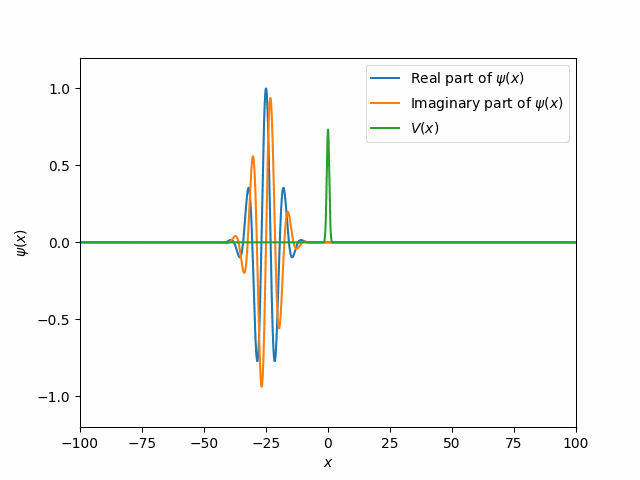 Real part of ψ(x)
Imaginary part of ψ(x)
V(x)
ψ(x)
1.0
0.5
0.0
−0.5
−1.0
−100 −75 −50 −25 0 25 50 75 100
x